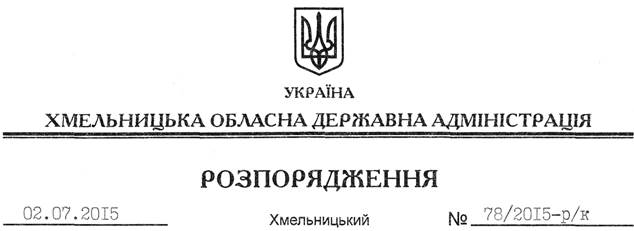 УКРАЇНА
ХМЕЛЬНИЦЬКА ОБЛАСНА ДЕРЖАВНА АДМІНІСТРАЦІЯ
РОЗПОРЯДЖЕННЯ
02.07.2015 Хмельницький № 78/2015-р/к